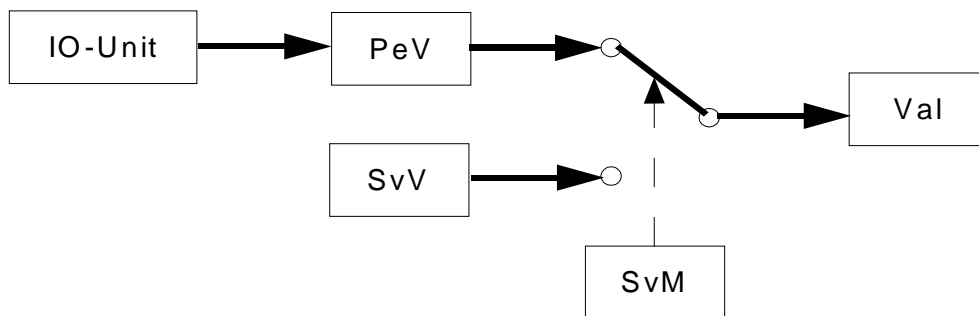 IO-Unit
PeV
Val
SvV
SvM